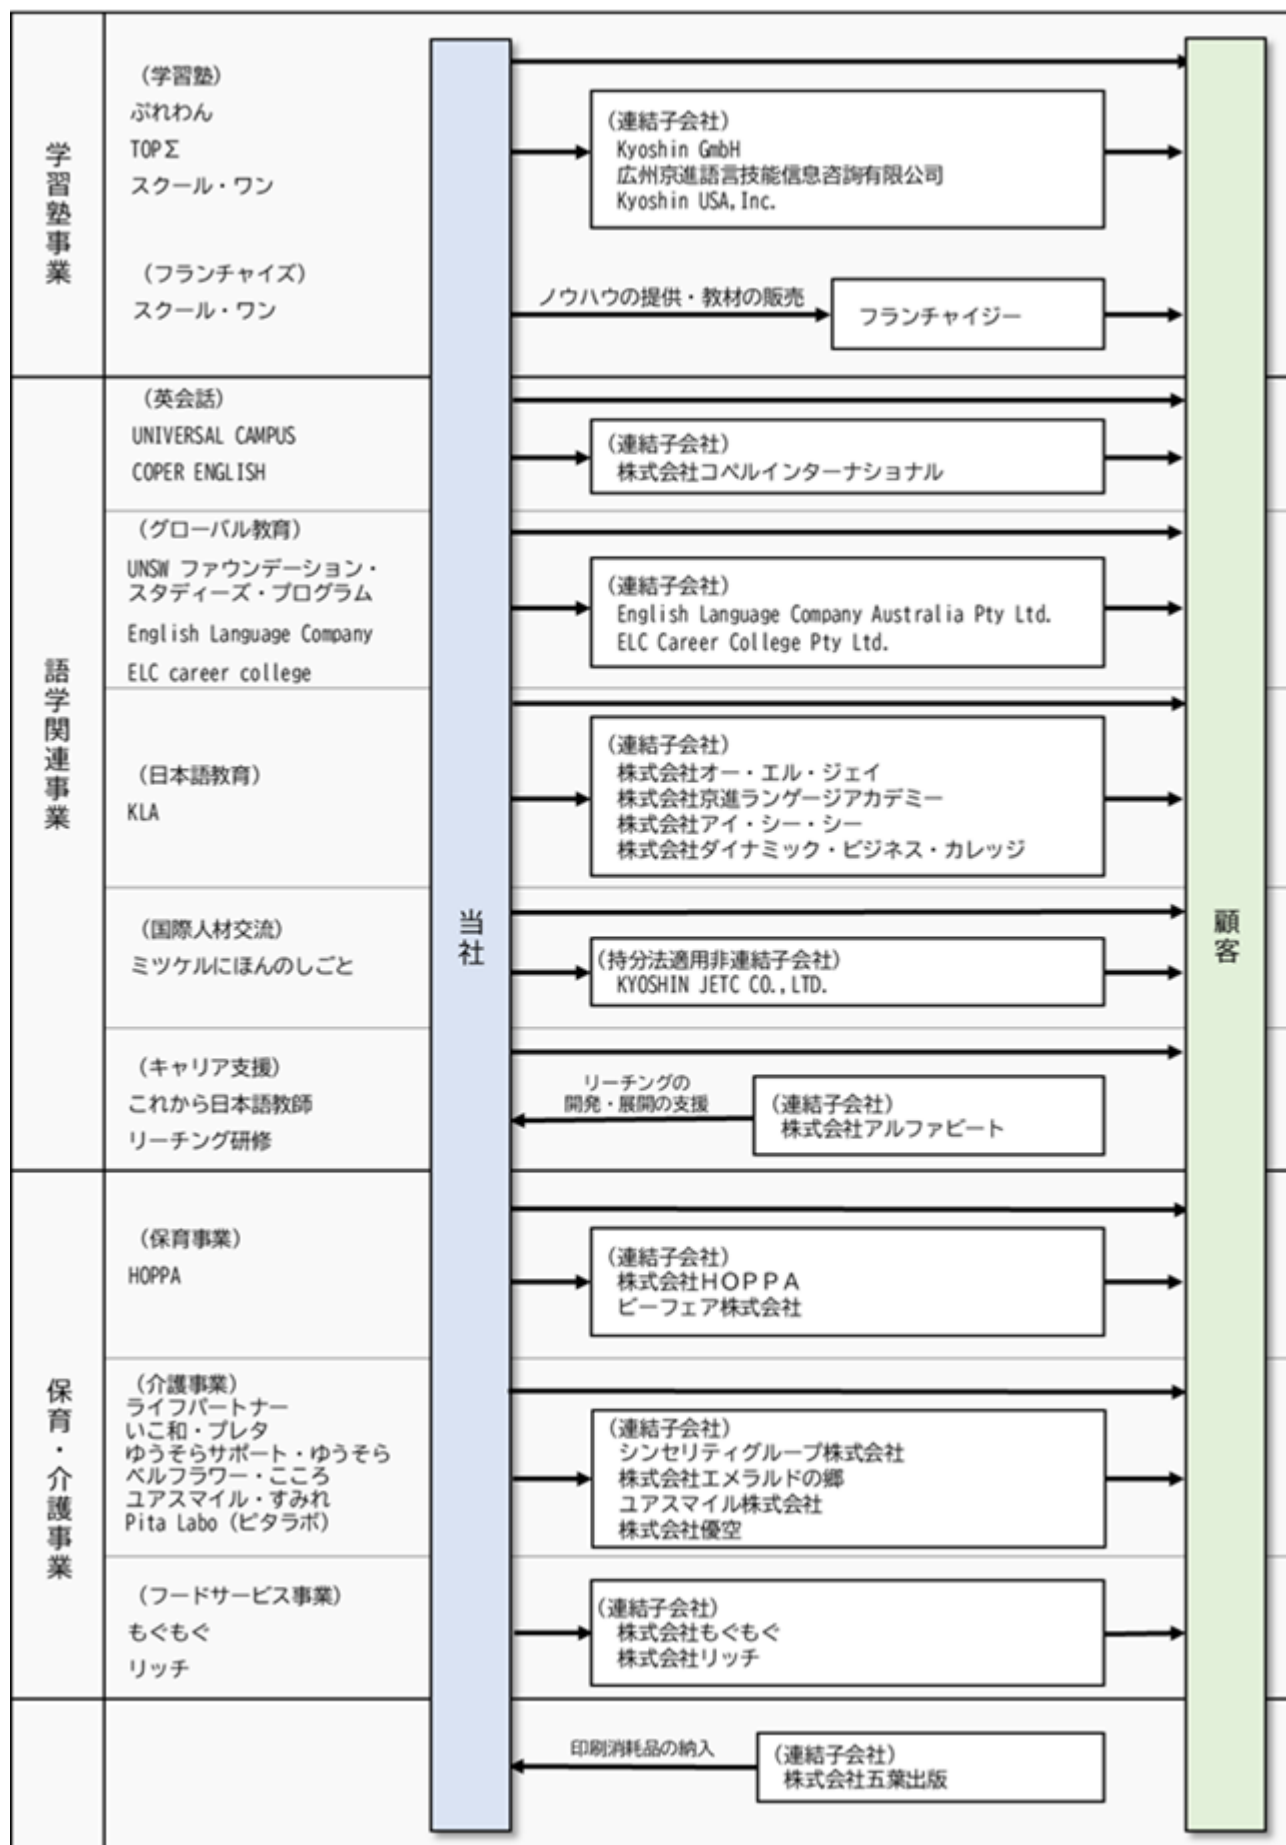 学習塾事業
（学習塾）
ぷれわん
TOPΣ
スクール・ワン
（連結子会社）
Kyoshin GmbH
広州京進語言技能信息咨詢有限公司
Kyoshin USA,Inc.
（フランチャイズ）
スクール・ワン
ノウハウの提供・教材の販売
フランチャイジー
語学関連事業
（英会話）
UNIVERSAL CAMPUS
COPER ENGLISH
（連結子会社）
株式会社コペルインターナショナル
（グローバル教育）
UNSW ファウンデーション・
スタディーズ・プログラム
English Language Company
ELC career college
（連結子会社）
English Language Company Australia Pty Ltd.
ELC Career College Pty Ltd.
（日本語教育）
KLA
（連結子会社）
株式会社オー・エル・ジェイ
株式会社京進ランゲージアカデミー
株式会社アイ・シー・シー
株式会社ダイナミック・ビジネス・カレッジ
（国際人材交流）
ミツケルにほんのしごと
（持分法適用非連結子会社）
KYOSHIN JETC CO.,LTD.
（キャリア支援）
これから日本語教師
リーチング研修
リーチングの
開発・展開の支援
（連結子会社）
株式会社アルファビート
当社
顧客
保育・介護事業
（保育事業）
HOPPA
（連結子会社）
株式会社ＨＯＰＰＡ
ビーフェア株式会社
（介護事業）
ライフパートナー
いこ和・プレタ
ゆうそらサポート・ゆうそら
ベルフラワー・こころ
ユアスマイル・すみれ
Pita Labo（ピタラボ）
（連結子会社）
シンセリティグループ株式会社
株式会社エメラルドの郷
ユアスマイル株式会社
株式会社優空
（フードサービス事業）
もぐもぐ
リッチ
（連結子会社）
株式会社もぐもぐ
株式会社リッチ
印刷消耗品の納入
（連結子会社）
株式会社五葉出版